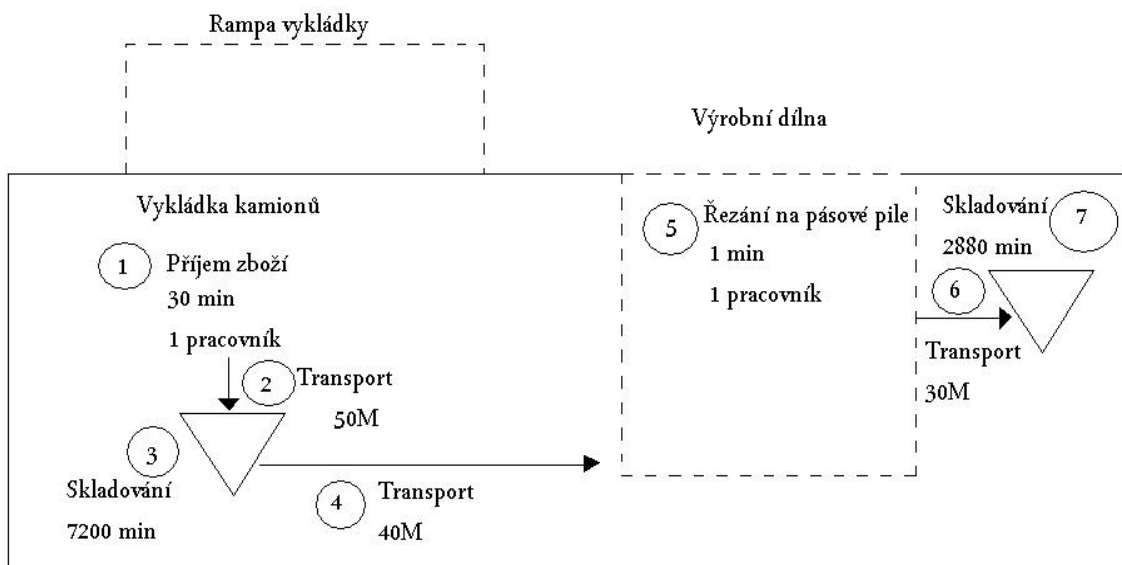 Rampa vykládky
Výrobní dílna
Vykládka kamionů
1
Příjem zboží
30 min
1 pracovník
2
Transport
50M
3
Skladování
7200 min
4
Transport
40M
5
Řezání na pásové pile
1 min
1 pracovník
6
Transport
30M
7
Skladování
2880 min